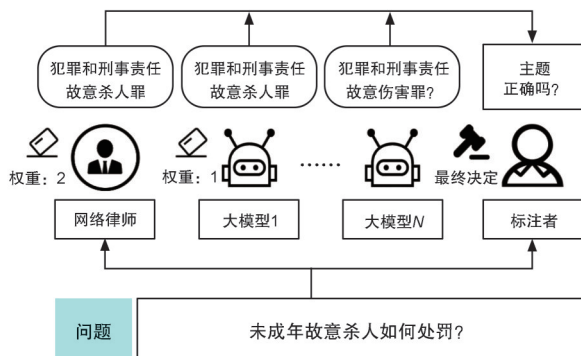 犯罪和刑事责任
故意杀人罪
犯罪和刑事责任
故意杀人罪
犯罪和刑事责任
故意伤害罪?
主题
正确吗?
权重：2
权重：1
……
最终决定
网络律师
大模型1
大模型N
标注者
问题
未成年故意杀人如何处罚?